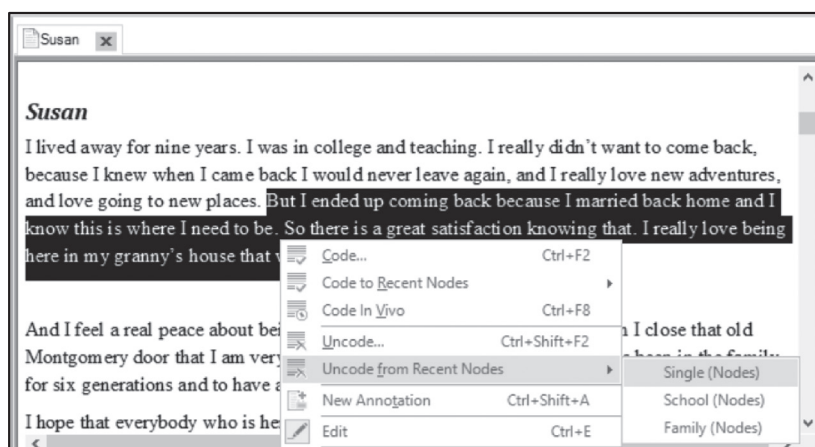 Susan
Susan
I lived away for nine years. I was in college and teaching. I really didn't want to come back,
because I knew when I came back I would never leave again, and I really love new adventures,
and love going to new places. But I ended up coming back because I married back home and I
know this is where I need to be. So there is a great satisfaction knowing that. I really love being
here in my granny's house that
Code... Ctrl+F2
Code to Recent Nodes
Code In Vivo Ctrl+F8
And I feel a real peace about
Uncode... Ctrl+Shift+F2
I close that old
Montgomery door that I am
Uncode from Recent Nodes
been in the family
Single (Nodes)
for six generations and to have
New Annotation Ctrl+Shift+A
School (Nodes)
I hope that everybody who is
Edit Ctrl+E
Family (Nodes)